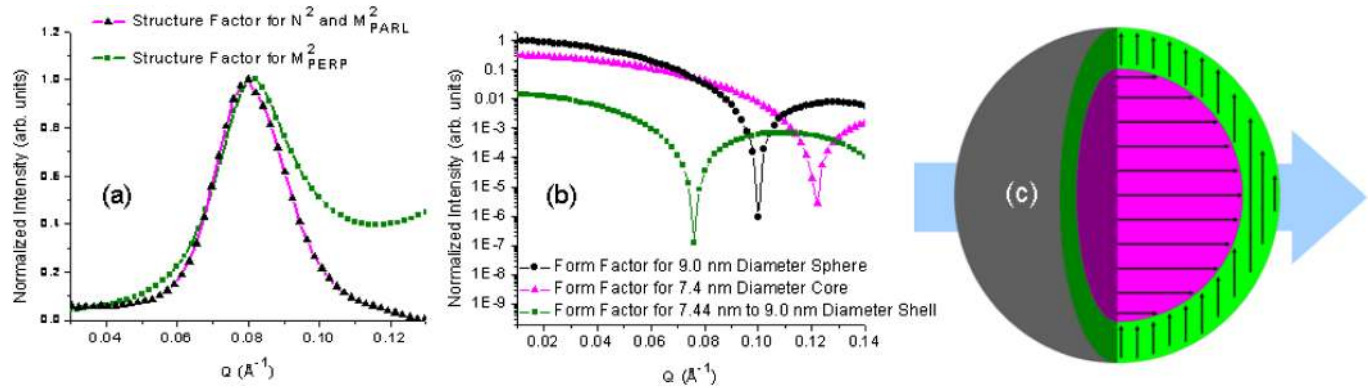 Structure Factor for N² and M²PARL
Structure Factor for M²PERP
Normalized Intensity (arb. units)
1.2
1.0
0.8
0.6
0.4
0.2
0.0
(a)
0.04 0.06 0.08 0.10 0.12
Q (Å⁻¹)
Normalized Intensity (arb. units)
1
0.1
0.01
1E-3
1E-4
1E-5
1E-6
1E-7
1E-8
1E-9
(b)
Form Factor for 9.0 nm Diameter Sphere
Form Factor for 7.4 nm Diameter Core
Form Factor for 7.44 nm to 9.0 nm Diameter Shell
0.02 0.04 0.06 0.08 0.10 0.12 0.14
Q (Å⁻¹)
(c)